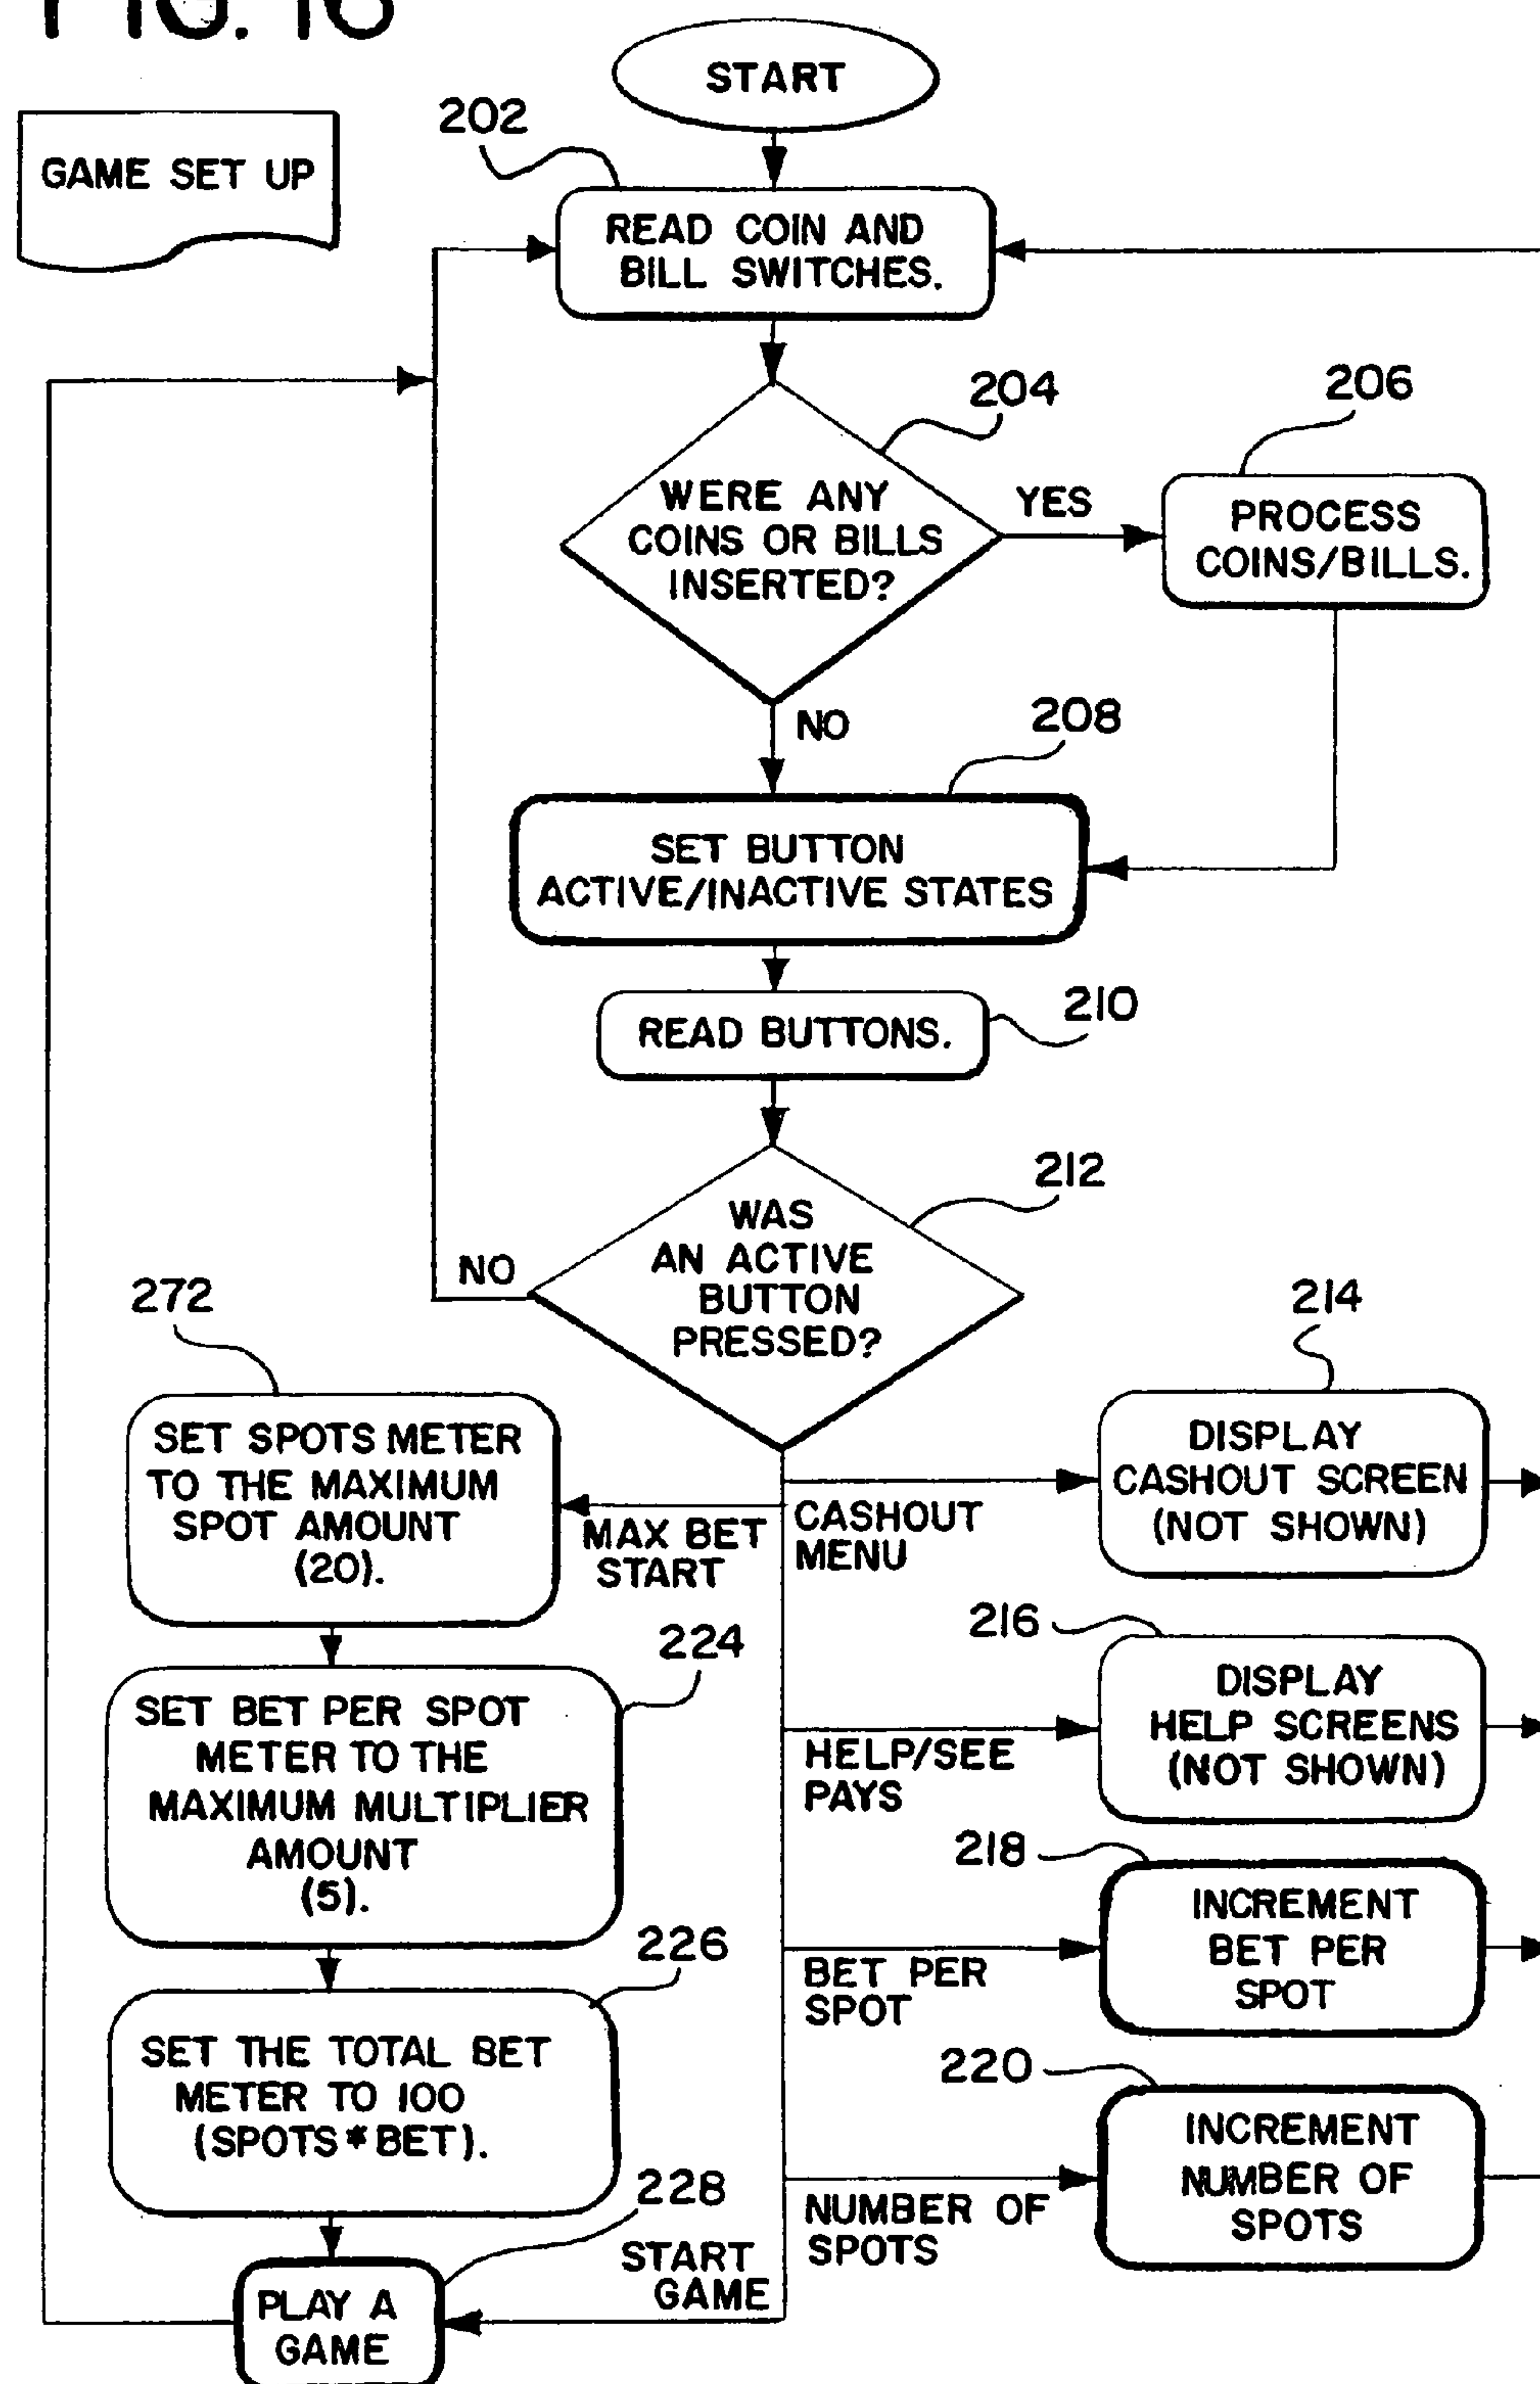 FIG. 16
START
202
GAME SET UP
READ COIN AND
BILL SWITCHES.
204
206
WERE ANY
COINS OR BILLS
INSERTED?
YES
PROCESS
COINS/BILLS.
NO
208
SET BUTTON
ACTIVE/INACTIVE STATES
210
READ BUTTONS.
212
WAS
AN ACTIVE
BUTTON
PRESSED?
NO
272
SET SPOTS METER
TO THE MAXIMUM
SPOT AMOUNT
(20).
MAX BET
START
CASHOUT
MENU
214
DISPLAY
CASHOUT SCREEN
(NOT SHOWN)
224
SET BET PER SPOT
METER TO THE
MAXIMUM MULTIPLIER
AMOUNT
(5).
216
HELP/SEE
PAYS
DISPLAY
HELP SCREENS
(NOT SHOWN)
218
BET PER
SPOT
INCREMENT
BET PER
SPOT
226
SET THE TOTAL BET
METER TO 100
(SPOTS*BET).
220
NUMBER OF
SPOTS
INCREMENT
NUMBER OF
SPOTS
228
START
GAME
PLAY A
GAME